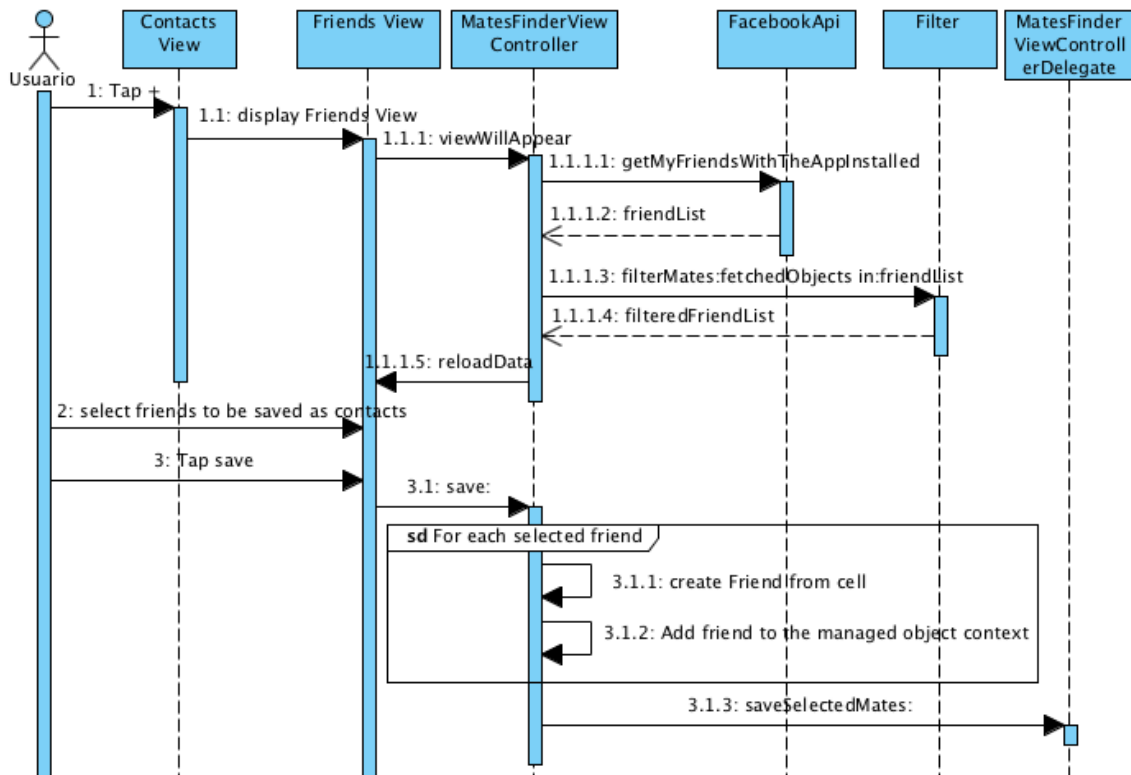 Contacts
View
Friends View
MatesFinderView
Controller
FacebookApi
Filter
MatesFinder
ViewControll
erDelegate
Usuario
1: Tap +
1.1: display Friends View
1.1.1: viewWillAppear
1.1.1.1: getMyFriendsWithTheAppInstalled
1.1.1.2: friendList
1.1.1.3: filterMates:fetchedObjects in:friendList
1.1.1.4: filteredFriendList
1.1.1.5: reloadData
2: select friends to be saved as contacts
3: Tap save
3.1: save:
sd For each selected friend
3.1.1: create Friend from cell
3.1.2: Add friend to the managed object context
3.1.3: saveSelectedMates: